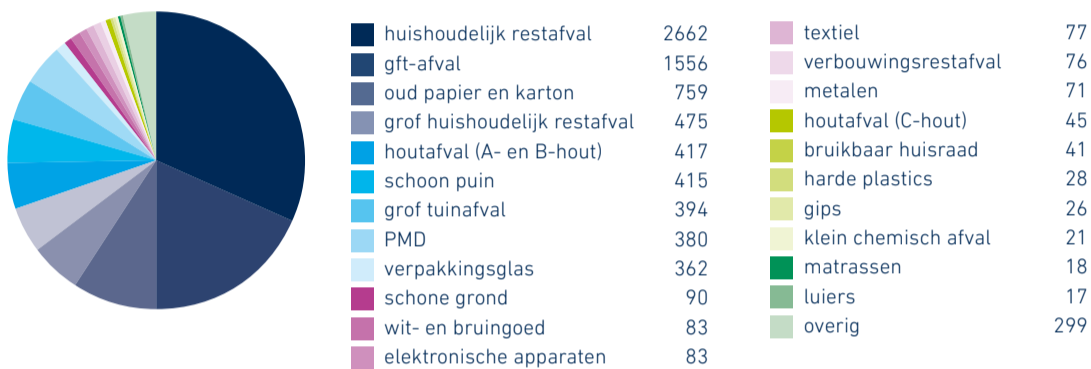 huishoudelijk restafval 2662
gft-afval 1556
oud papier en karton 759
grof huishoudelijk restafval 475
houtafval (A- en B-hout) 417
schoon puin 415
grof tuinafval 394
PMD 380
verpakkingsglas 362
schone grond 90
wit- en bruingoed 83
elektronische apparaten 83
textiel 77
verbouwingsrestafval 76
metalen 71
houtafval (C-hout) 45
bruikbaar huisraad 41
harde plastics 28
gips 26
klein chemisch afval 21
matrassen 18
luiers 17
overig 299